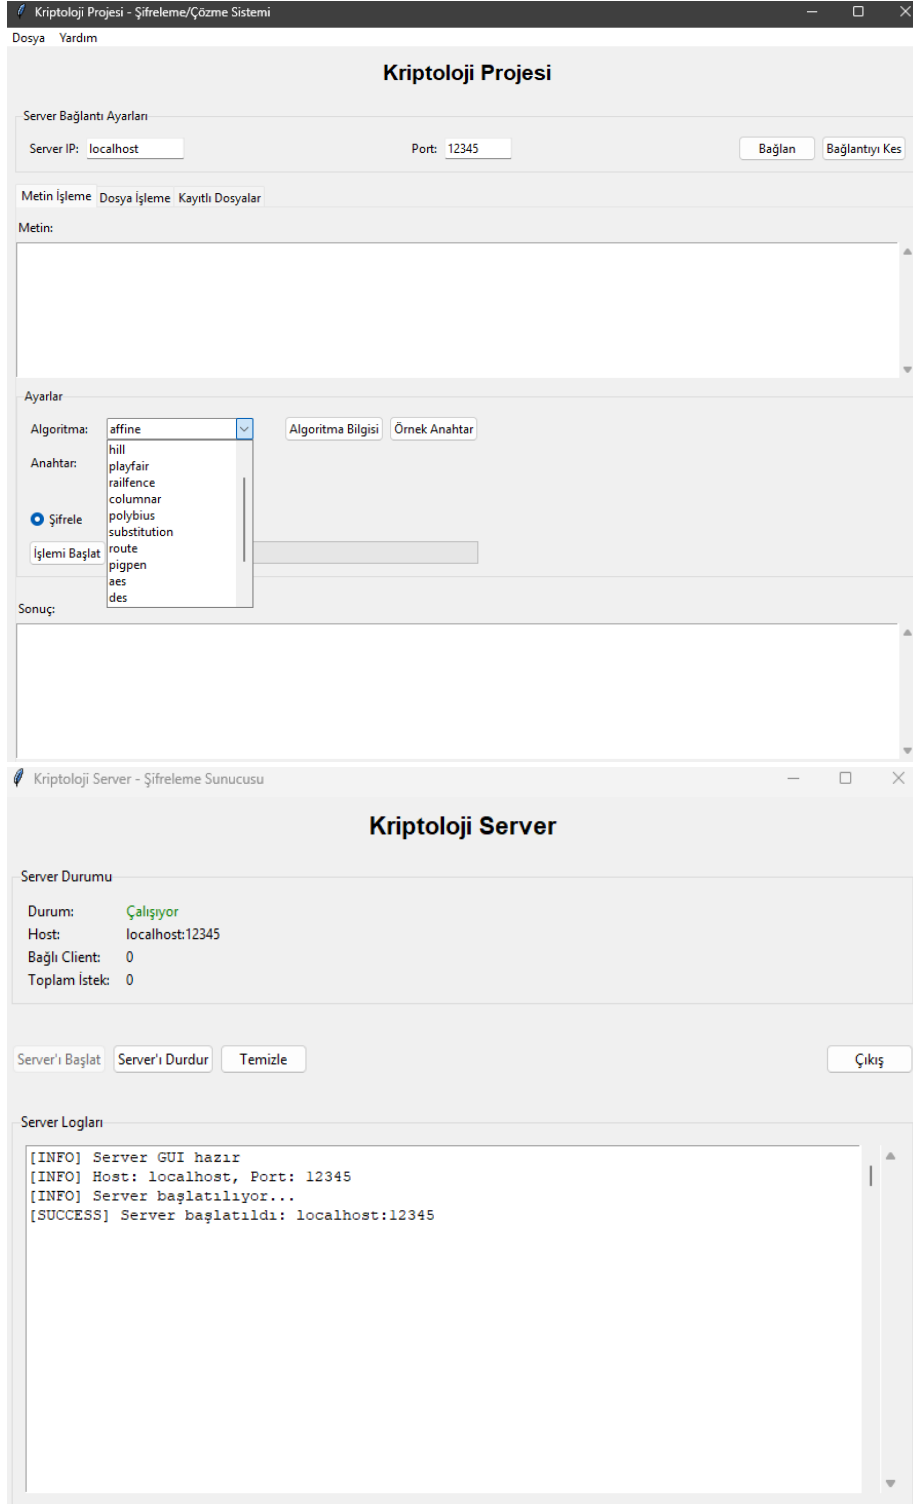 Kriptoloji Projesi - Şifreleme/Çözme Sistemi
Dosya Yardım
Kriptoloji Projesi
Server Bağlantı Ayarları
Server IP: localhost Port: 12345 Bağlan Bağlantıyı Kes
Metin İşleme Dosya İşleme Kayıtlı Dosyalar
Metin:
Ayarlar
Algoritma: affine Algoritma Bilgisi Örnek Anahtar
hill
Anahtar: playfair
railfence
columnar
Şifrele polybius
substitution
İşlemi Başlat route
pigpen
aes
des
Sonuç:
Kriptoloji Server - Şifreleme Sunucusu
Kriptoloji Server
Server Durumu
Durum: Çalışıyor
Host: localhost:12345
Bağlı Client: 0
Toplam İstek: 0
Server'ı Başlat Server'ı Durdur Temizle Çıkış
Server Logları
[INFO] Server GUI hazır
[INFO] Host: localhost, Port: 12345
[INFO] Server başlatılıyor...
[SUCCESS] Server başlatıldı: localhost:12345